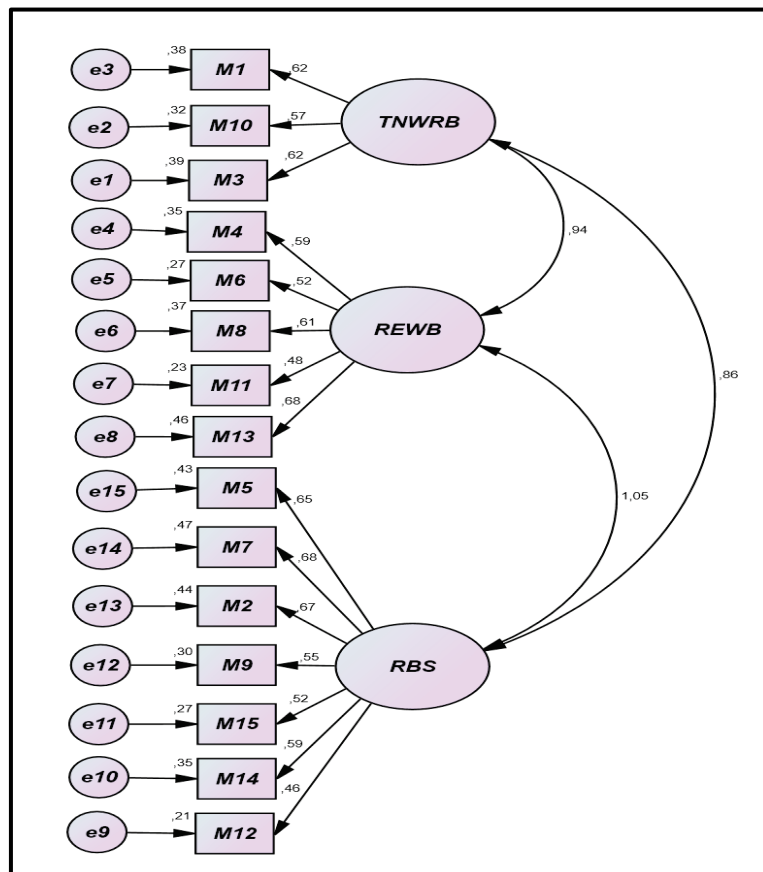 ,38
e3 M1 ,62
TNWRB
,32
e2 M10 ,57
,39
e1 M3 ,62
,35
e4 M4 ,59
,94
,27
e5 M6 ,52
,37
e6 M8 ,61
REWB
,86
,23
e7 M11 ,48
,46
e8 M13 ,68
,43
e15 M5 ,65
1,05
,47
e14 M7 ,68
,44
e13 M2 ,67
,30
e12 M9 ,55
RBS
,27
e11 M15 ,52
,35
e10 M14 ,59
,21
e9 M12 ,46